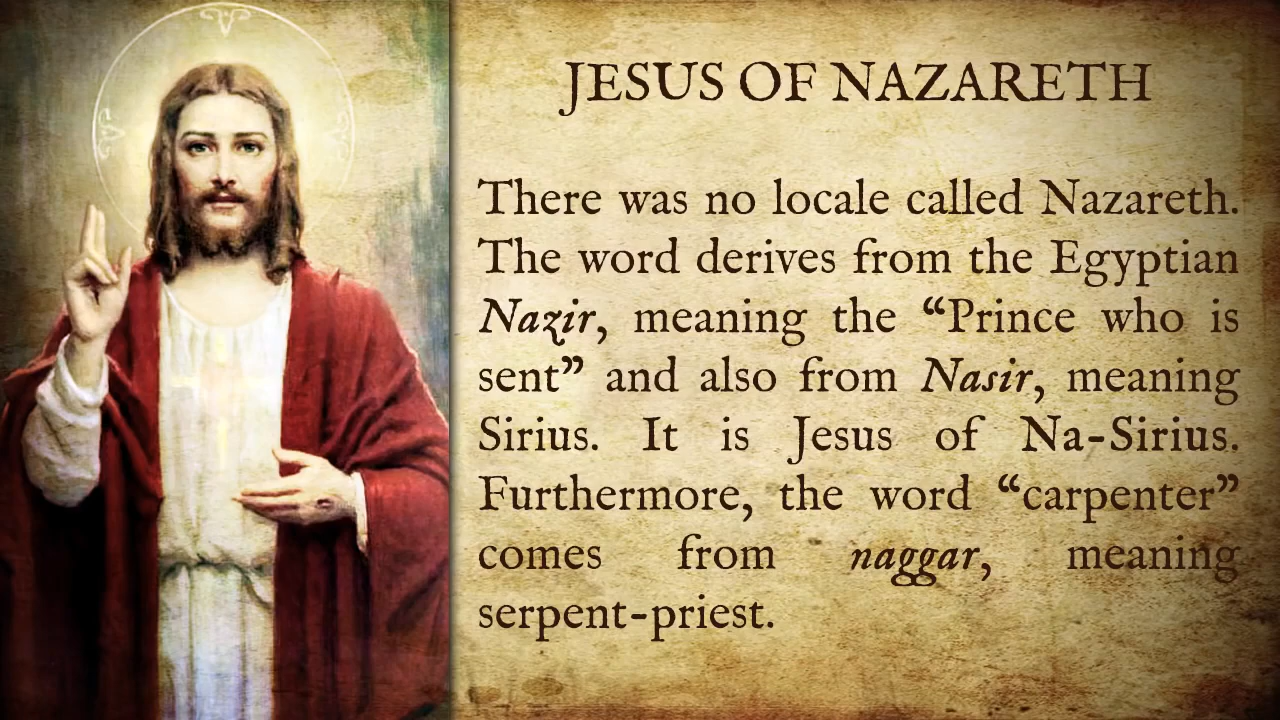 JESUS OF NAZARETH
There was no locale called Nazareth.
The word derives from the Egyptian
Nazir, meaning the “Prince who is
sent” and also from Nasir, meaning
Sirius. It is Jesus of Na-Sirius.
Furthermore, the word “carpenter”
comes from naggar, meaning
serpent-priest.